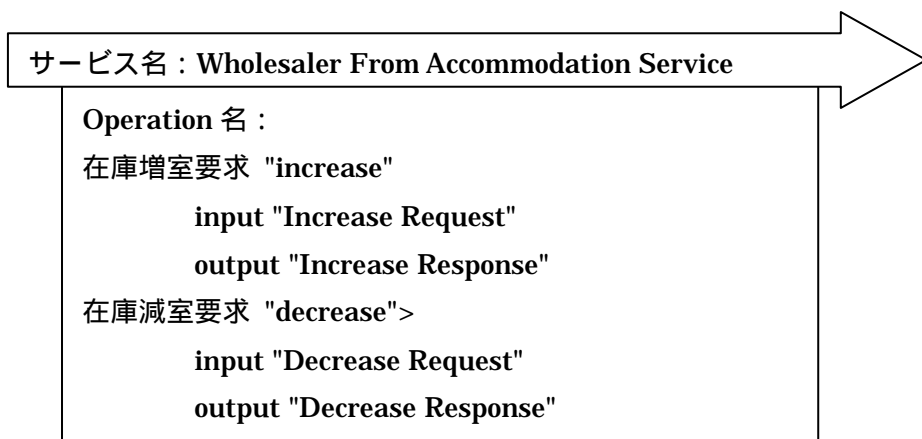 サービス名：Wholesaler From Accommodation Service
Operation 名：
在庫増室要求 "increase"
input "Increase Request"
output "Increase Response"
在庫減室要求 "decrease">
input "Decrease Request"
output "Decrease Response"